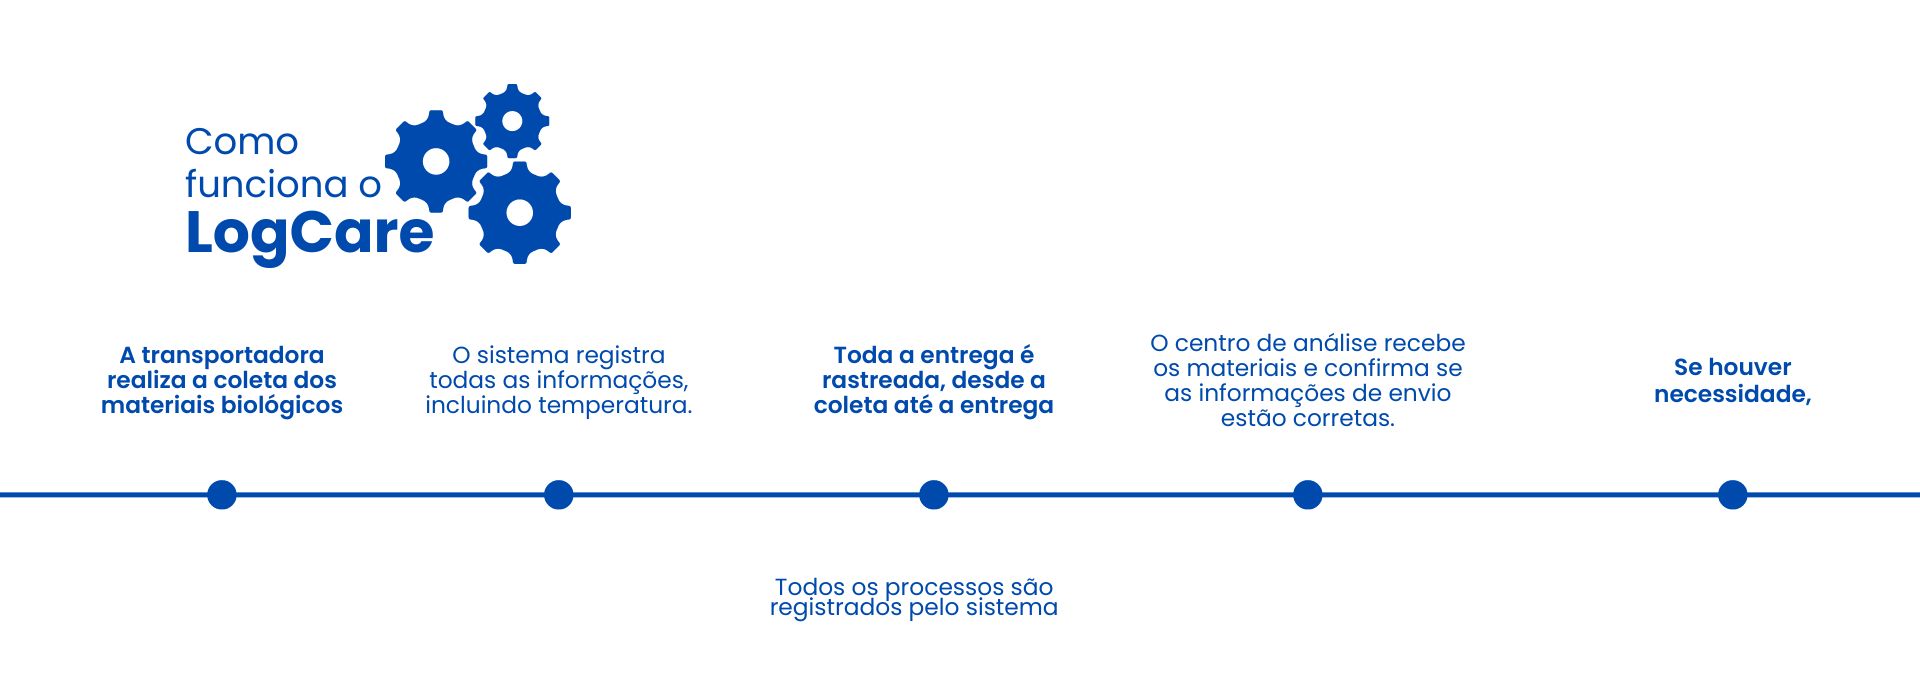 Como
funciona o
LogCare
A transportadora
realiza a coleta dos
materiais biológicos
O sistema registra
todas as informações,
incluindo temperatura.
Toda a entrega é
rastreada, desde a
coleta até a entrega
O centro de análise recebe
os materiais e confirma se
as informações de envio
estão corretas.
Se houver
necessidade,
Todos os processos são
registrados pelo sistema